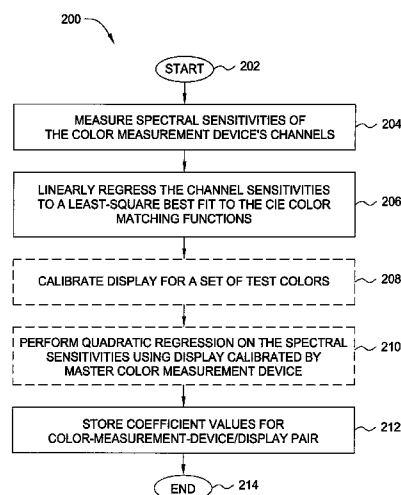 200
START
202
MEASURE SPECTRAL SENSITIVITIES OF
THE COLOR MEASUREMENT DEVICE'S CHANNELS
204
LINEARLY REGRESS THE CHANNEL SENSITIVITIES
TO A LEAST-SQUARE BEST FIT TO THE CIE COLOR
MATCHING FUNCTIONS
206
CALIBRATE DISPLAY FOR A SET OF TEST COLORS
208
PERFORM QUADRATIC REGRESSION ON THE SPECTRAL
SENSITIVITIES USING DISPLAY CALIBRATED BY
MASTER COLOR MEASUREMENT DEVICE
210
STORE COEFFICIENT VALUES FOR
COLOR-MEASUREMENT-DEVICE/DISPLAY PAIR
212
END
214